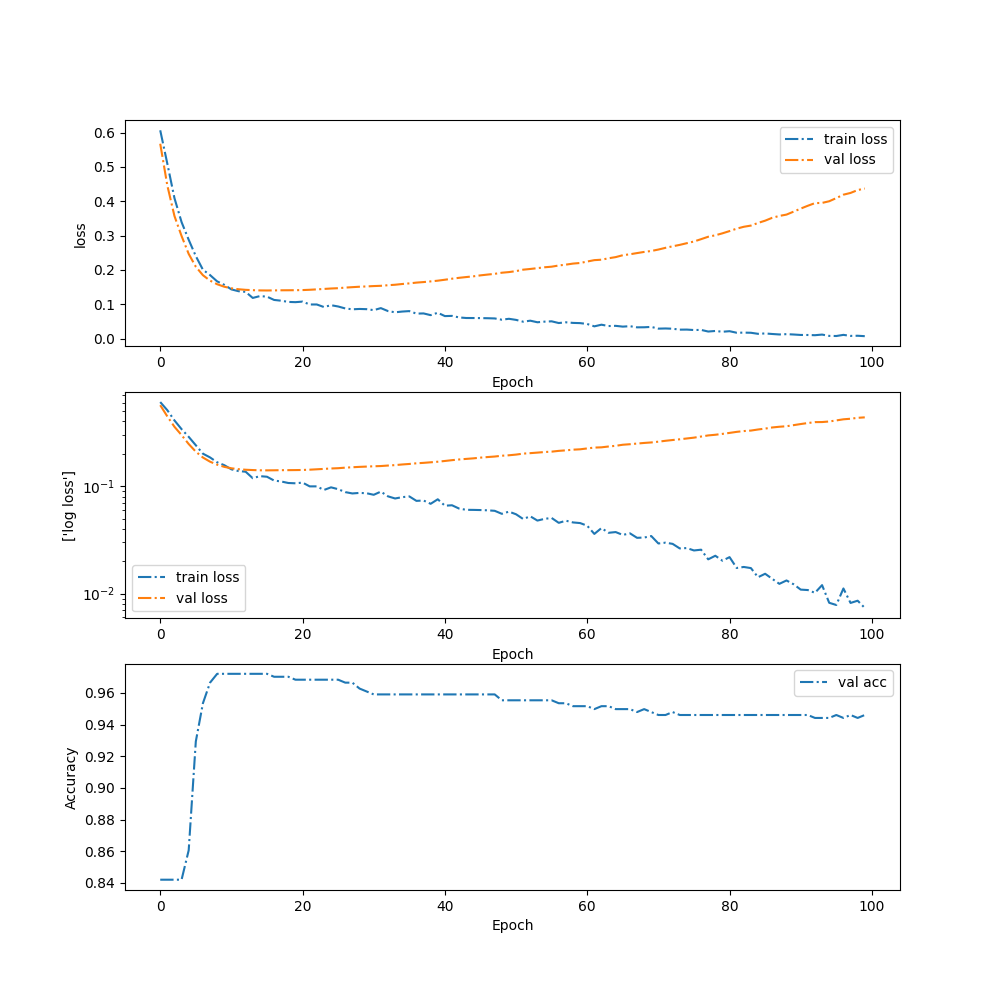 0.6
0.5
0.4
0.3
0.2
0.1
0.0
loss
train loss
val loss
0 20 40 60 80 100
Epoch
10⁻¹
10⁻²
['log loss']
train loss
val loss
0 20 40 60 80 100
Epoch
0.96
0.94
0.92
0.90
0.88
0.86
0.84
Accuracy
val acc
0 20 40 60 80 100
Epoch